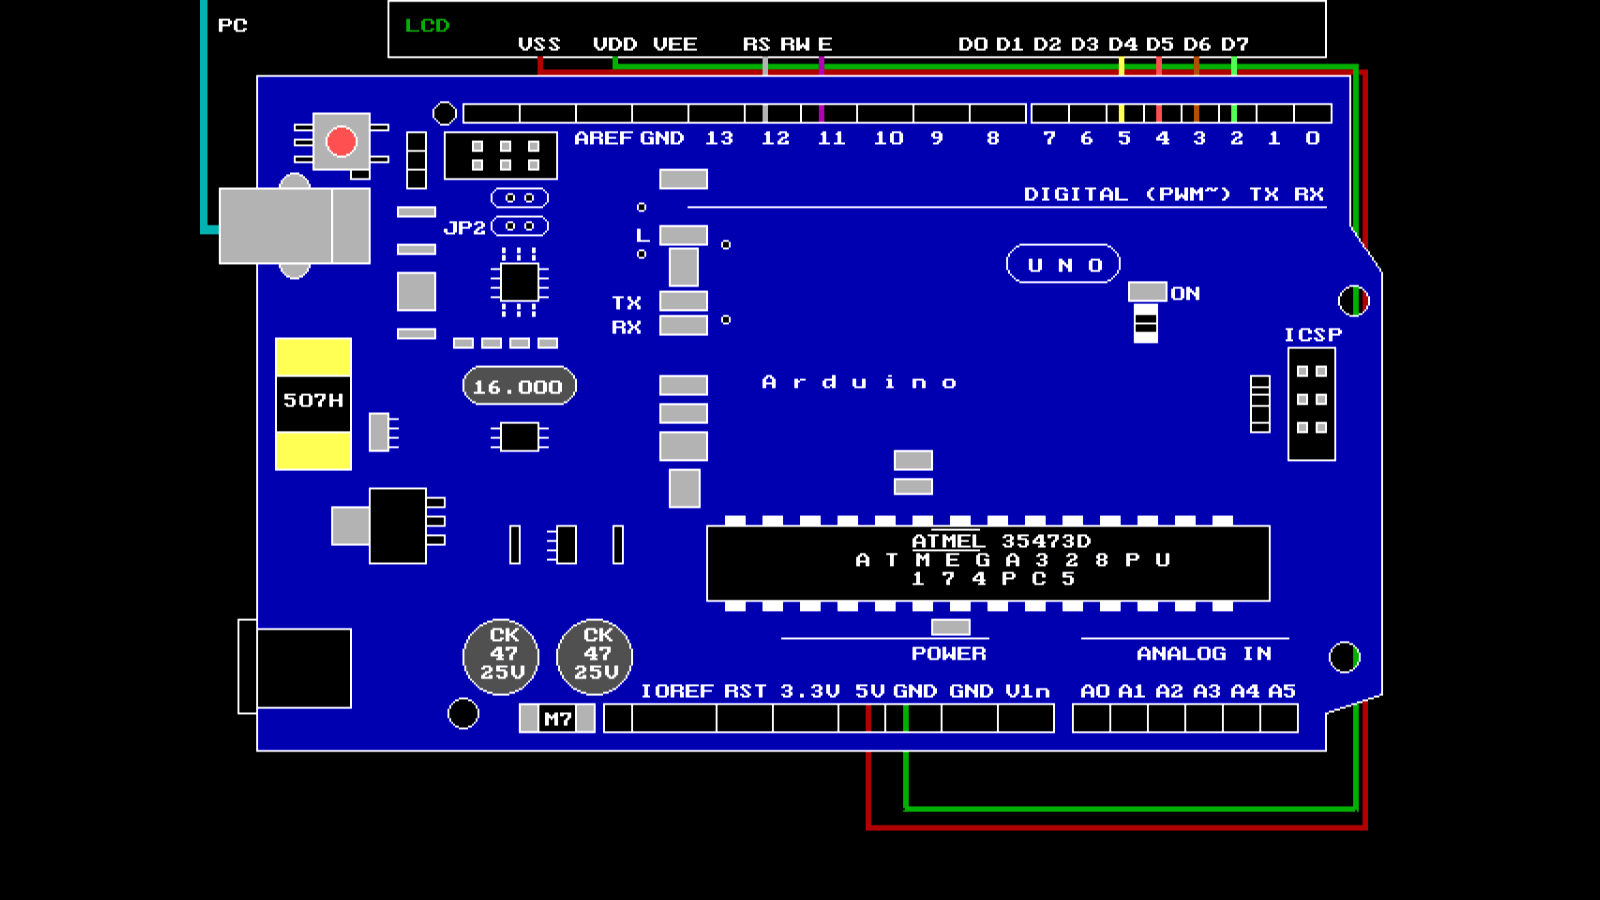 PC
LCD
VSS VDD VEE RS RW E D0 D1 D2 D3 D4 D5 D6 D7
AREF GND 13 12 11 10 9 8 7 6 5 4 3 2 1 0
DIGITAL (PWM~) TX RX
JP2
L
UNO
ON
TX
RX
ICSP
Arduino
16.000
507H
ATMEL 35473D
ATMEGA328PU
174PC5
CK
47
25V
CK
47
25V
POWER
ANALOG IN
IOREF RST 3.3V 5V GND GND V1n A0 A1 A2 A3 A4 A5
M7